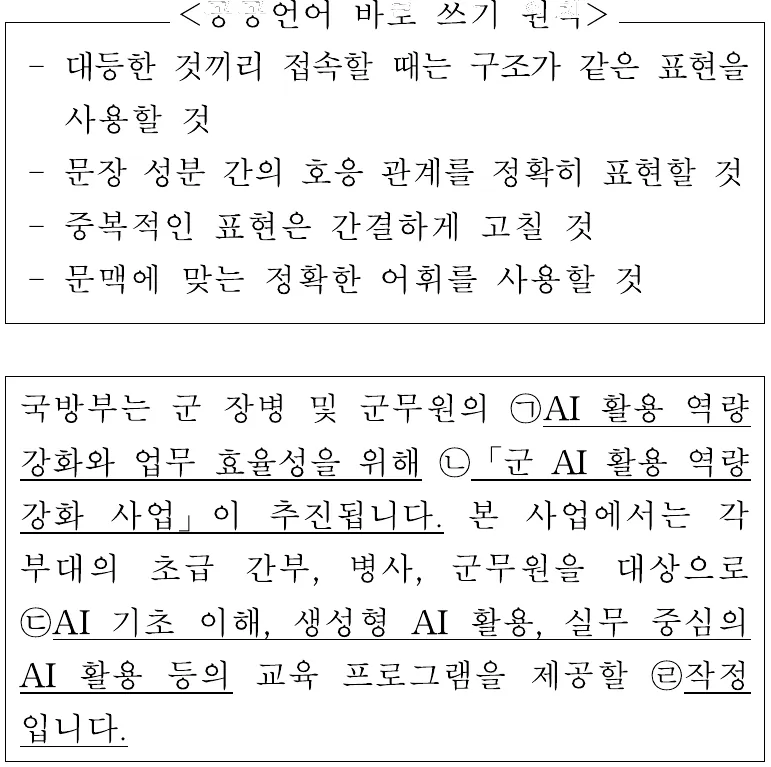 <공공언어 바로 쓰기 원칙>
- 대등한 것끼리 접속할 때는 구조가 같은 표현을
사용할 것
- 문장 성분 간의 호응 관계를 정확히 표현할 것
- 중복적인 표현은 간결하게 고칠 것
- 문맥에 맞는 정확한 어휘를 사용할 것
국방부는 군 장병 및 군무원의 ㉠AI 활용 역량
강화와 업무 효율성을 위해 ㉡「군 AI 활용 역량
강화 사업」이 추진됩니다. 본 사업에서는 각
부대의 초급 간부, 병사, 군무원을 대상으로
㉢AI 기초 이해, 생성형 AI 활용, 실무 중심의
AI 활용 등의 교육 프로그램을 제공할 ㉣작정
입니다.